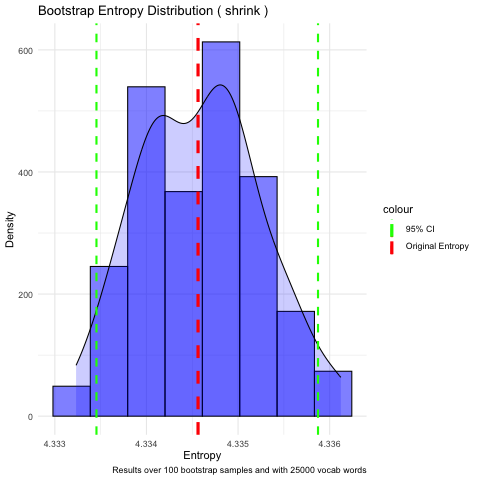 Bootstrap Entropy Distribution ( shrink )
600
400
200
0
Density
4.333
4.334
4.335
4.336
Entropy
Results over 100 bootstrap samples and with 25000 vocab words
colour
95% CI
Original Entropy